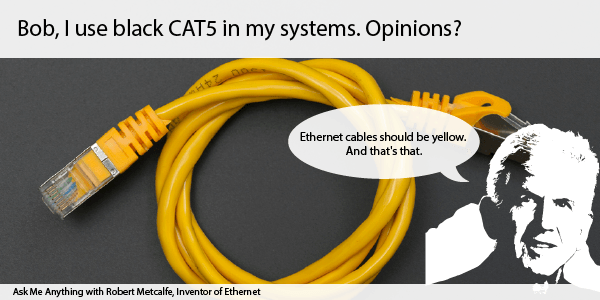 Bob, I use black CAT5 in my systems. Opinions?
Ethernet cables should be yellow.
And that's that.
Ask Me Anything with Robert Metcalfe, Inventor of Ethernet